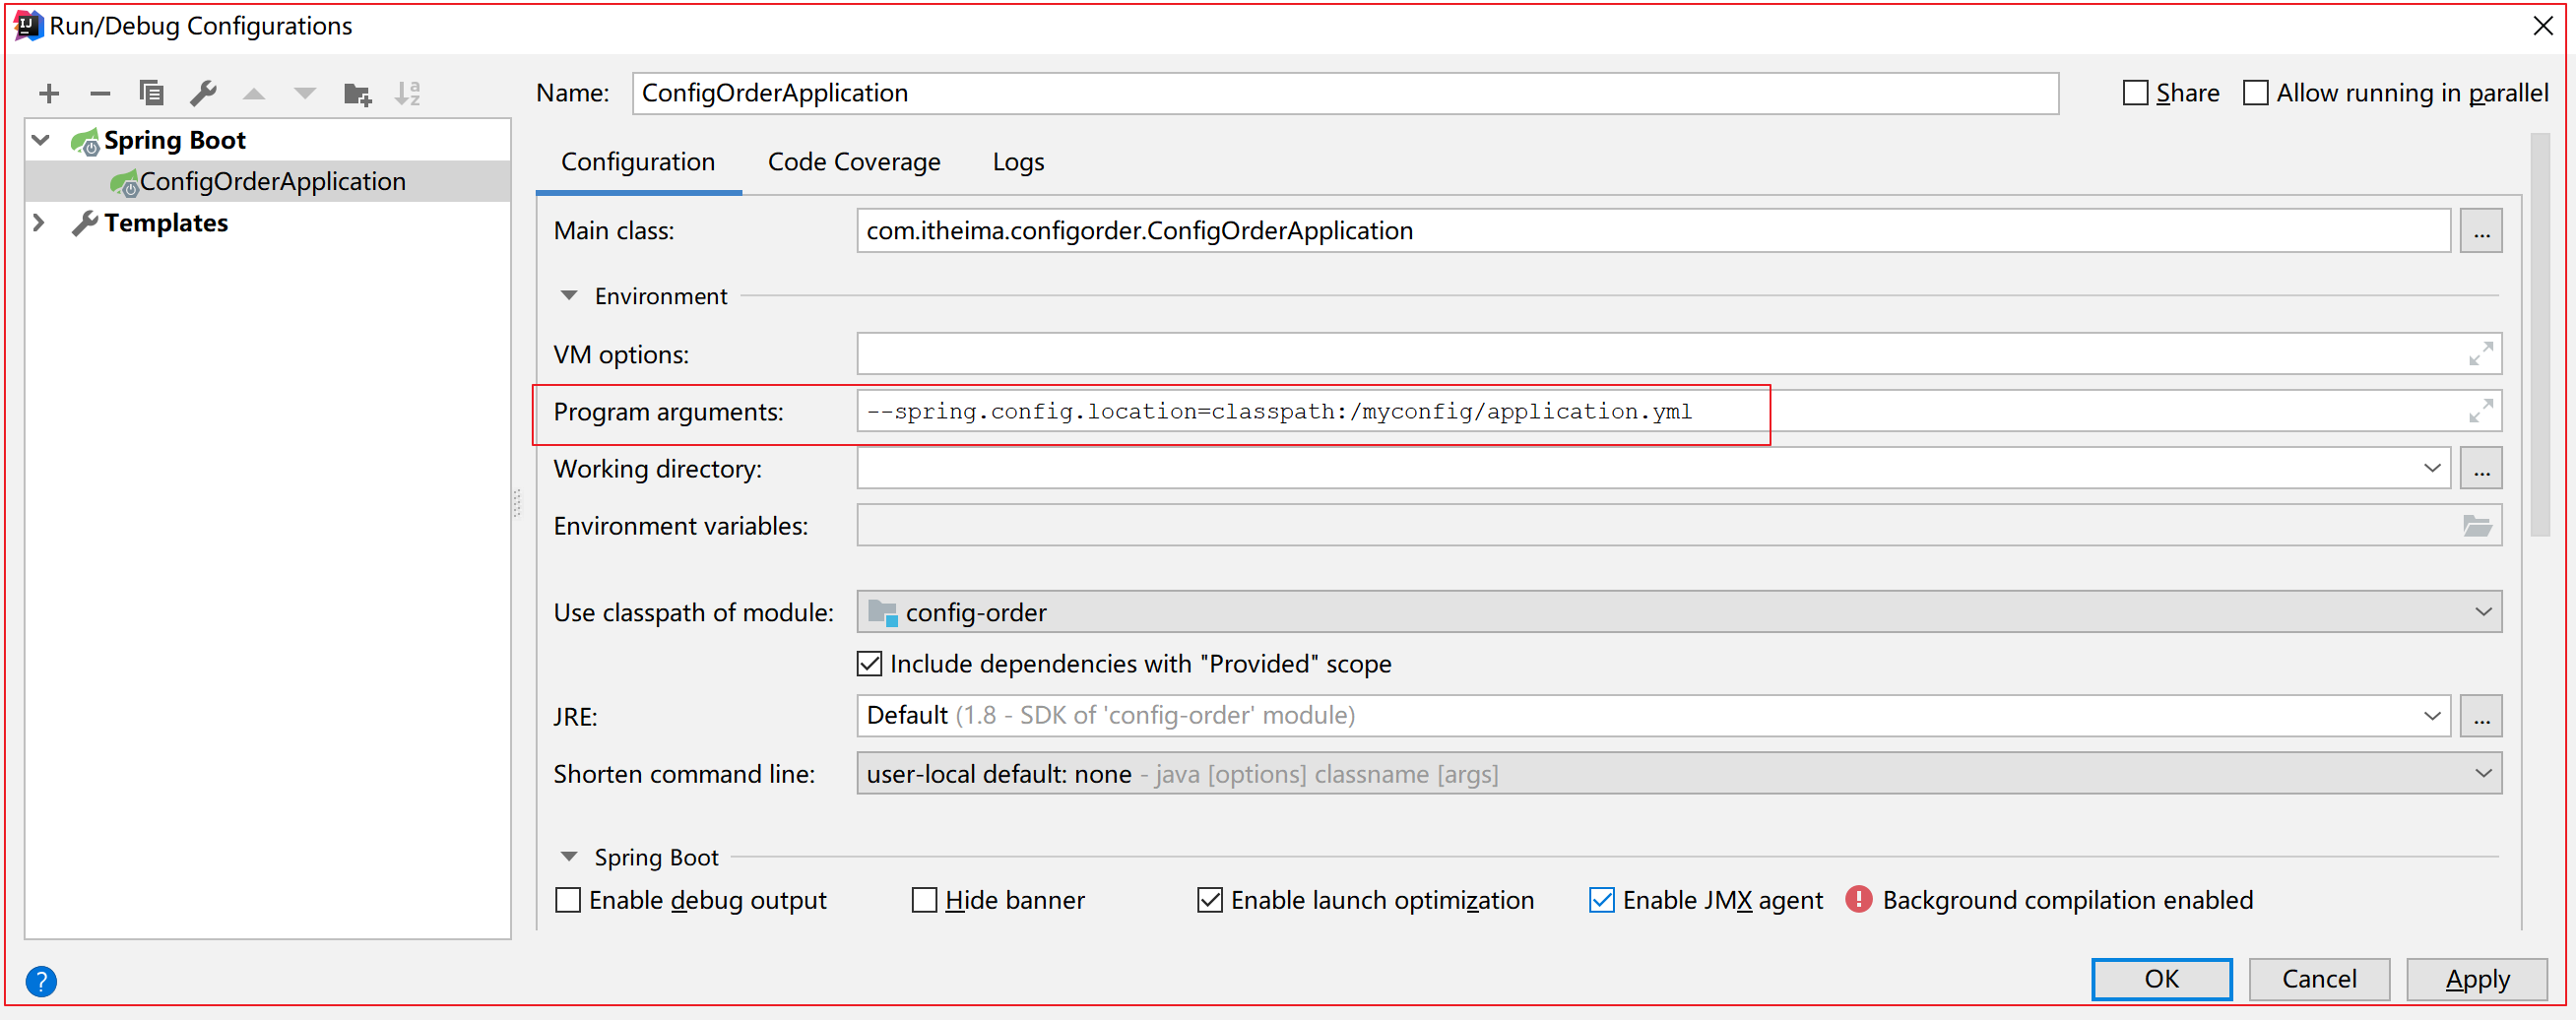 Run/Debug Configurations
Name: ConfigOrderApplication Share Allow running in parallel
Spring Boot
ConfigOrderApplication
Templates
Configuration Code Coverage Logs
Main class: com.itheima.configorder.ConfigOrderApplication ...
Environment
VM options:
Program arguments: --spring.config.location=classpath:/myconfig/application.yml
Working directory: ...
Environment variables:
Use classpath of module: config-order
Include dependencies with "Provided" scope
JRE: Default (1.8 - SDK of 'config-order' module) ...
Shorten command line: user-local default: none - java [options] classname [args]
Spring Boot
Enable debug output Hide banner Enable launch optimization Enable JMX agent Background compilation enabled
? OK Cancel Apply